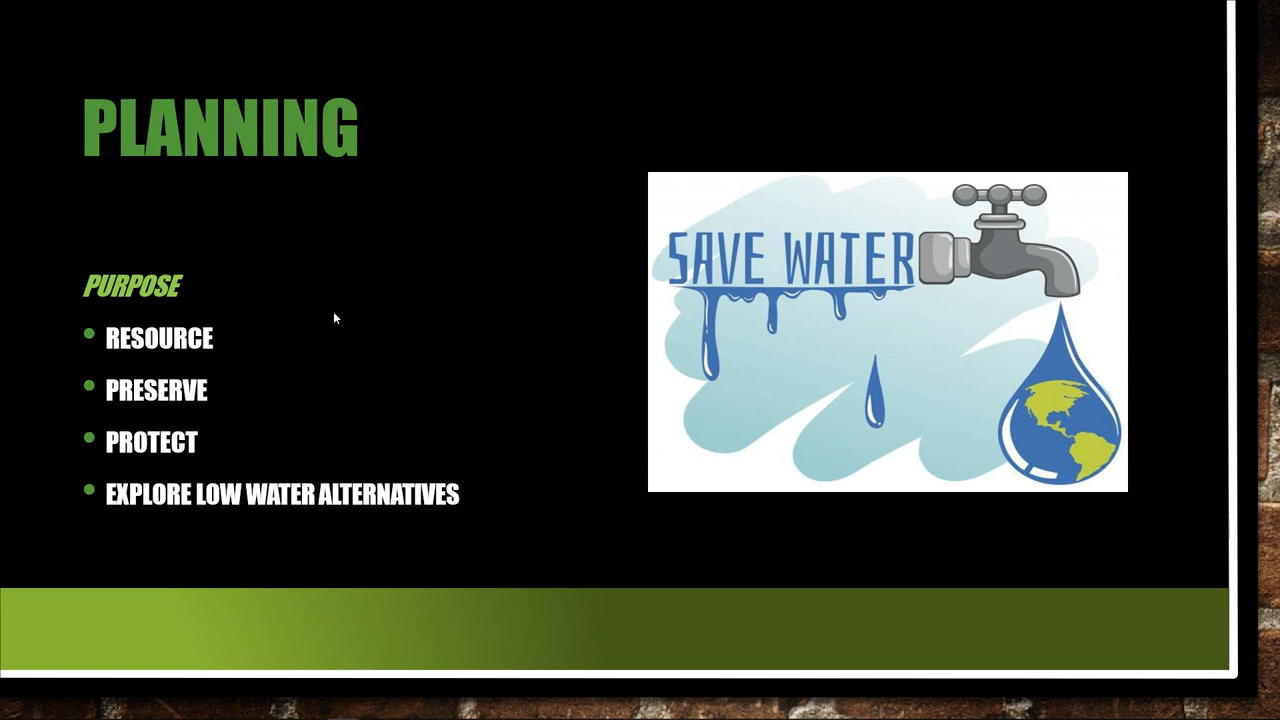 PLANNING
PURPOSE
RESOURCE
PRESERVE
PROTECT
EXPLORE LOW WATER ALTERNATIVES
SAVE WATER